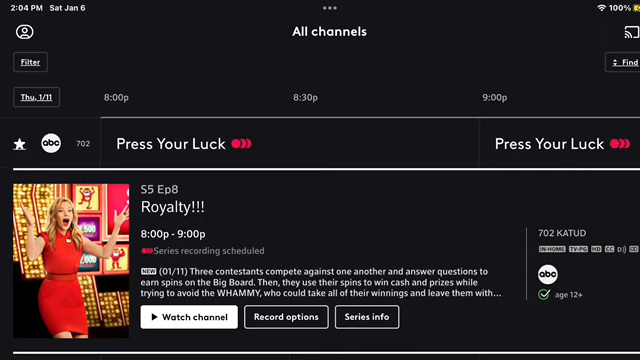 2:04 PM Sat Jan 6
100%
All channels
Filter
Find
Thu, 1/11
8:00p
8:30p
9:00p
abc
702
Press Your Luck
Press Your Luck
S5 Ep8
Royalty!!!
8:00p - 9:00p
Series recording scheduled
NEW (01/11) Three contestants compete against one another and answer questions to
earn spins on the Big Board. Then, they use their spins to win cash and prizes while
trying to avoid the WHAMMY, who could take all of their winnings and leave them with...
702 KATUD
IN-HOME TV-PG HD CC D))
abc
age 12+
Watch channel
Record options
Series info